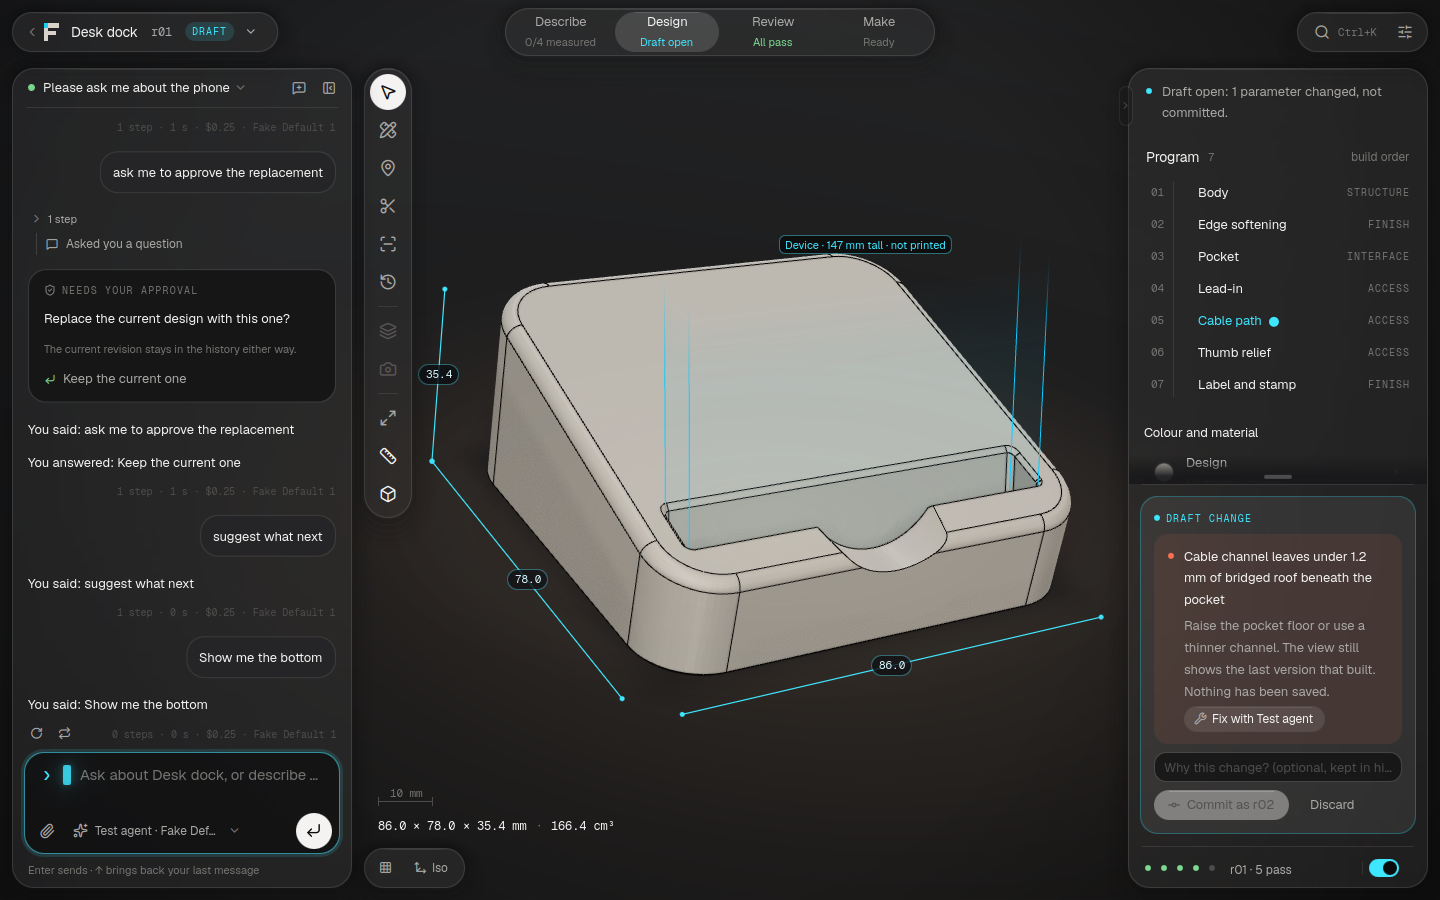 Desk dock r01 DRAFT
Describe
0/4 measured
Design
Draft open
Review
All pass
Make
Ready
Ctrl+K
Please ask me about the phone
1 step · 1 s · $0.25 · Fake Default 1
ask me to approve the replacement
1 step
Asked you a question
NEEDS YOUR APPROVAL
Replace the current design with this one?
The current revision stays in the history either way.
Keep the current one
You said: ask me to approve the replacement
You answered: Keep the current one
1 step · 1 s · $0.25 · Fake Default 1
suggest what next
You said: suggest what next
1 step · 0 s · $0.25 · Fake Default 1
Show me the bottom
You said: Show me the bottom
0 steps · 0 s · $0.25 · Fake Default 1
Ask about Desk dock, or describe ...
Test agent · Fake Def...
Enter sends · ↑ brings back your last message
Device · 147 mm tall · not printed
35.4
78.0
86.0
10 mm
86.0 × 78.0 × 35.4 mm · 166.4 cm³
Iso
Draft open: 1 parameter changed, not
committed.
Program 7 build order
01 Body STRUCTURE
02 Edge softening FINISH
03 Pocket INTERFACE
04 Lead-in ACCESS
05 Cable path ACCESS
06 Thumb relief ACCESS
07 Label and stamp FINISH
Colour and material
Design
DRAFT CHANGE
Cable channel leaves under 1.2
mm of bridged roof beneath the
pocket
Raise the pocket floor or use a
thinner channel. The view still
shows the last version that built.
Nothing has been saved.
Fix with Test agent
Why this change? (optional, kept in hi...
Commit as r02 Discard
r01 · 5 pass